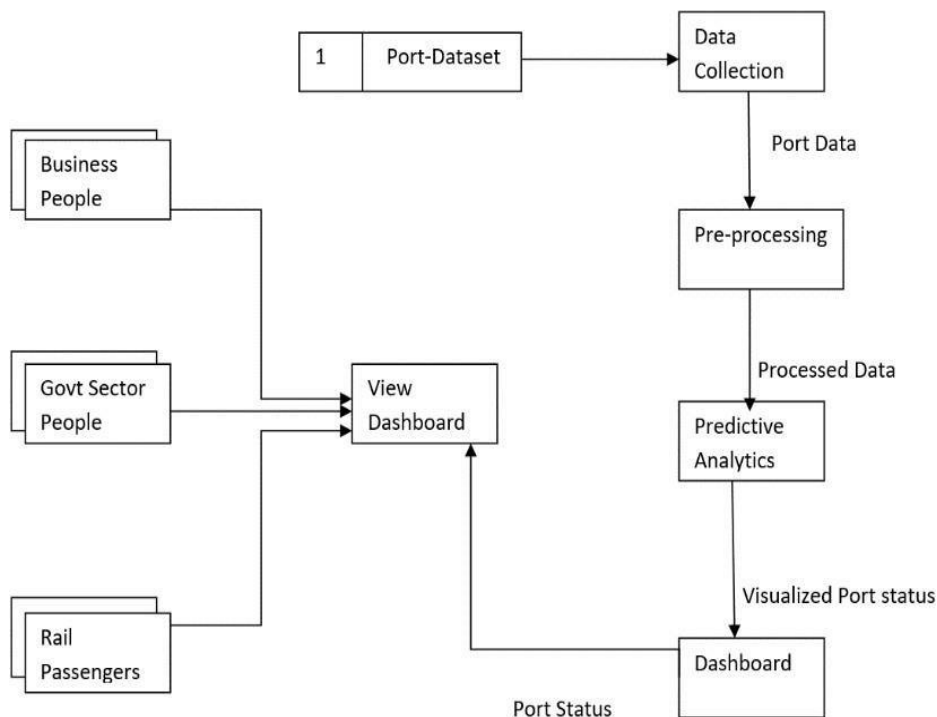 1 Port-Dataset
Data
Collection
Port Data
Business
People
Pre-processing
Processed Data
Govt Sector
People
View
Dashboard
Predictive
Analytics
Visualized Port status
Rail
Passengers
Dashboard
Port Status